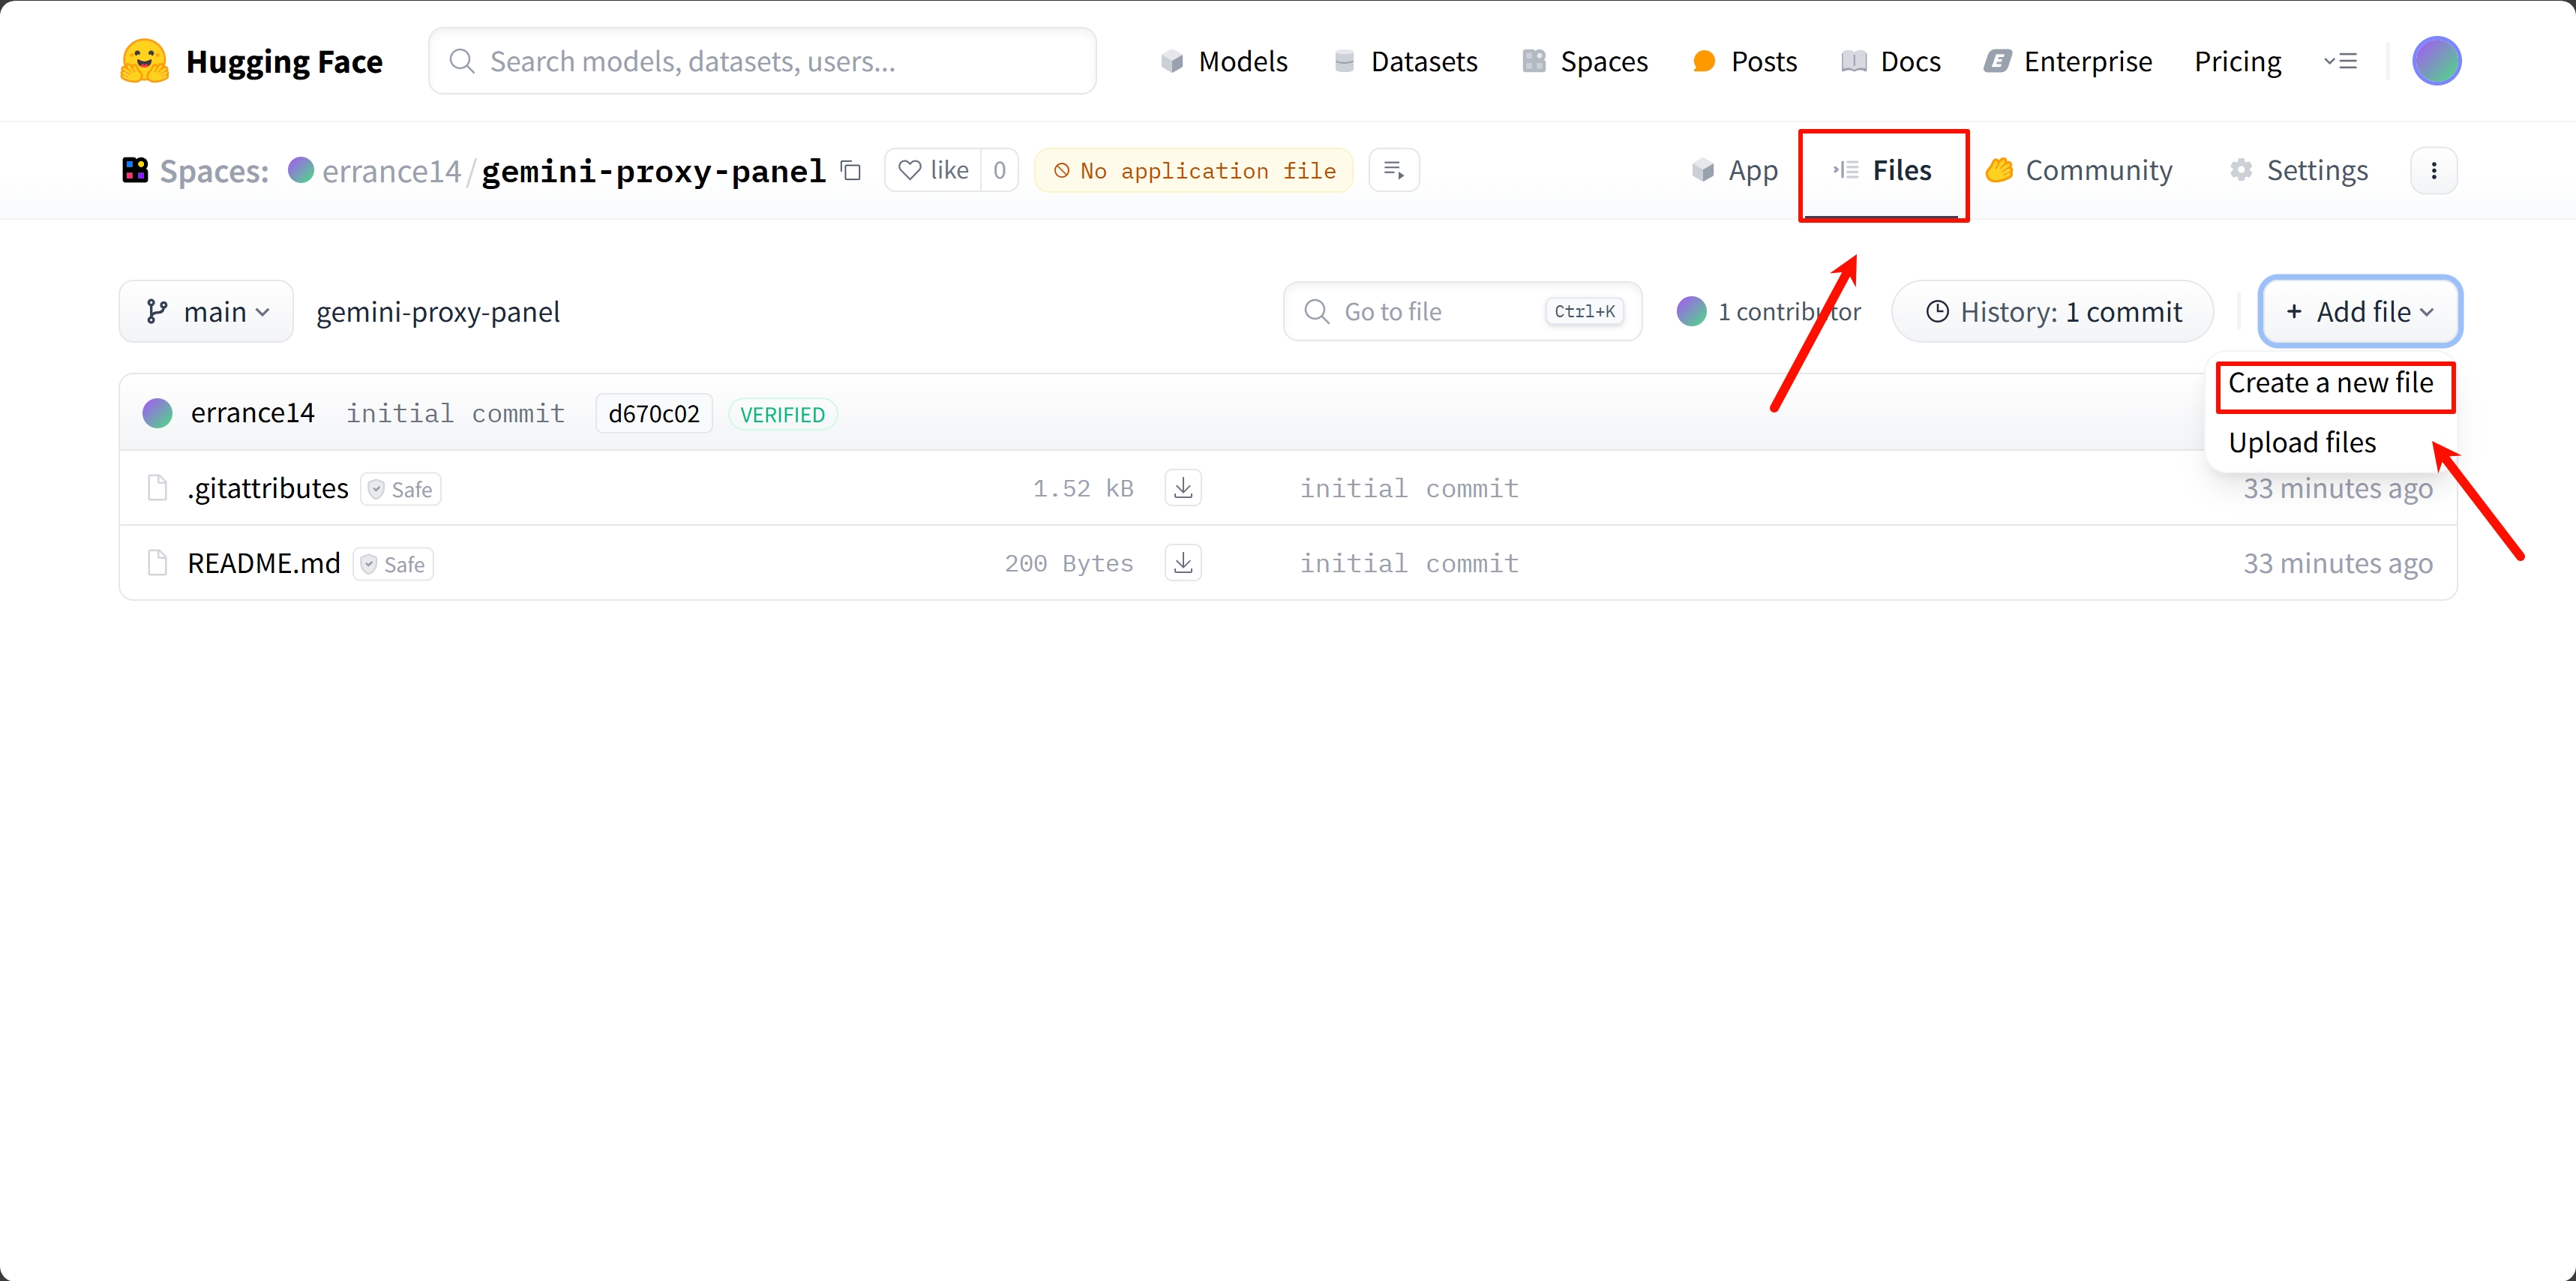 Hugging Face
Search models, datasets, users...
Models
Datasets
Spaces
Posts
Docs
Enterprise
Pricing
Spaces:
errance14/gemini-proxy-panel
like
0
No application file
App
Files
Community
Settings
main
gemini-proxy-panel
Go to file
Ctrl+K
1 contributor
History: 1 commit
+ Add file
Create a new file
Upload files
errance14
initial commit
d670c02
VERIFIED
.gitattributes
Safe
1.52 kB
initial commit
33 minutes ago
README.md
Safe
200 Bytes
initial commit
33 minutes ago